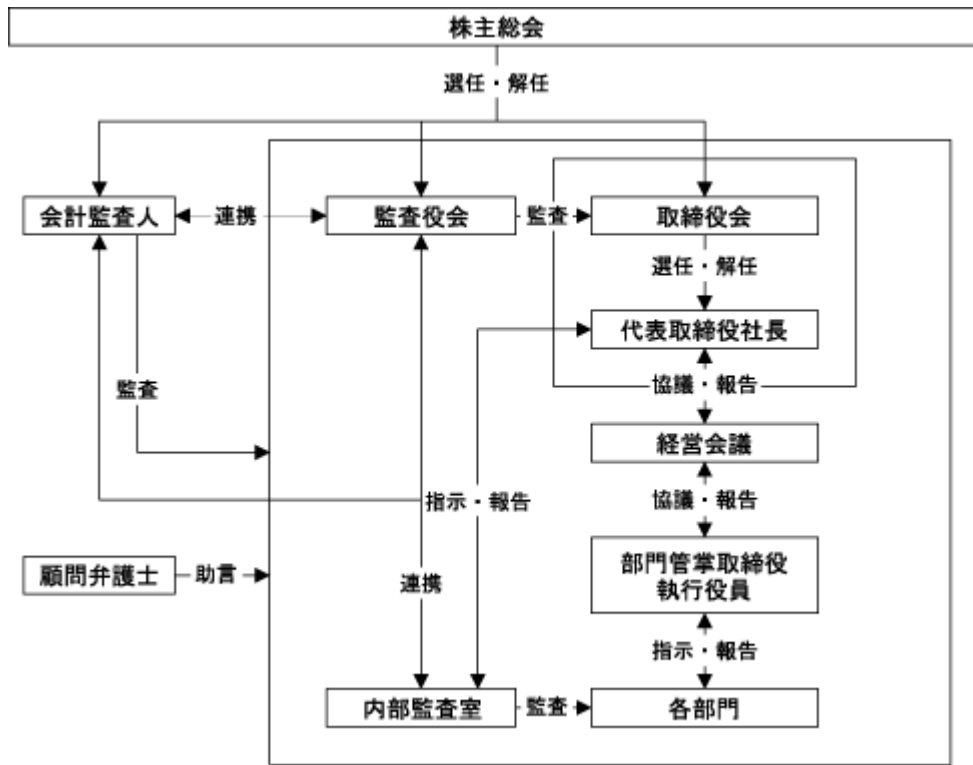 株主総会
選任・解任
会計監査人
連携
監査役会
監査
取締役会
選任・解任
代表取締役社長
監査
協議・報告
経営会議
指示・報告
協議・報告
顧問弁護士
助言
連携
部門管掌取締役
執行役員
指示・報告
内部監査室
監査
各部門